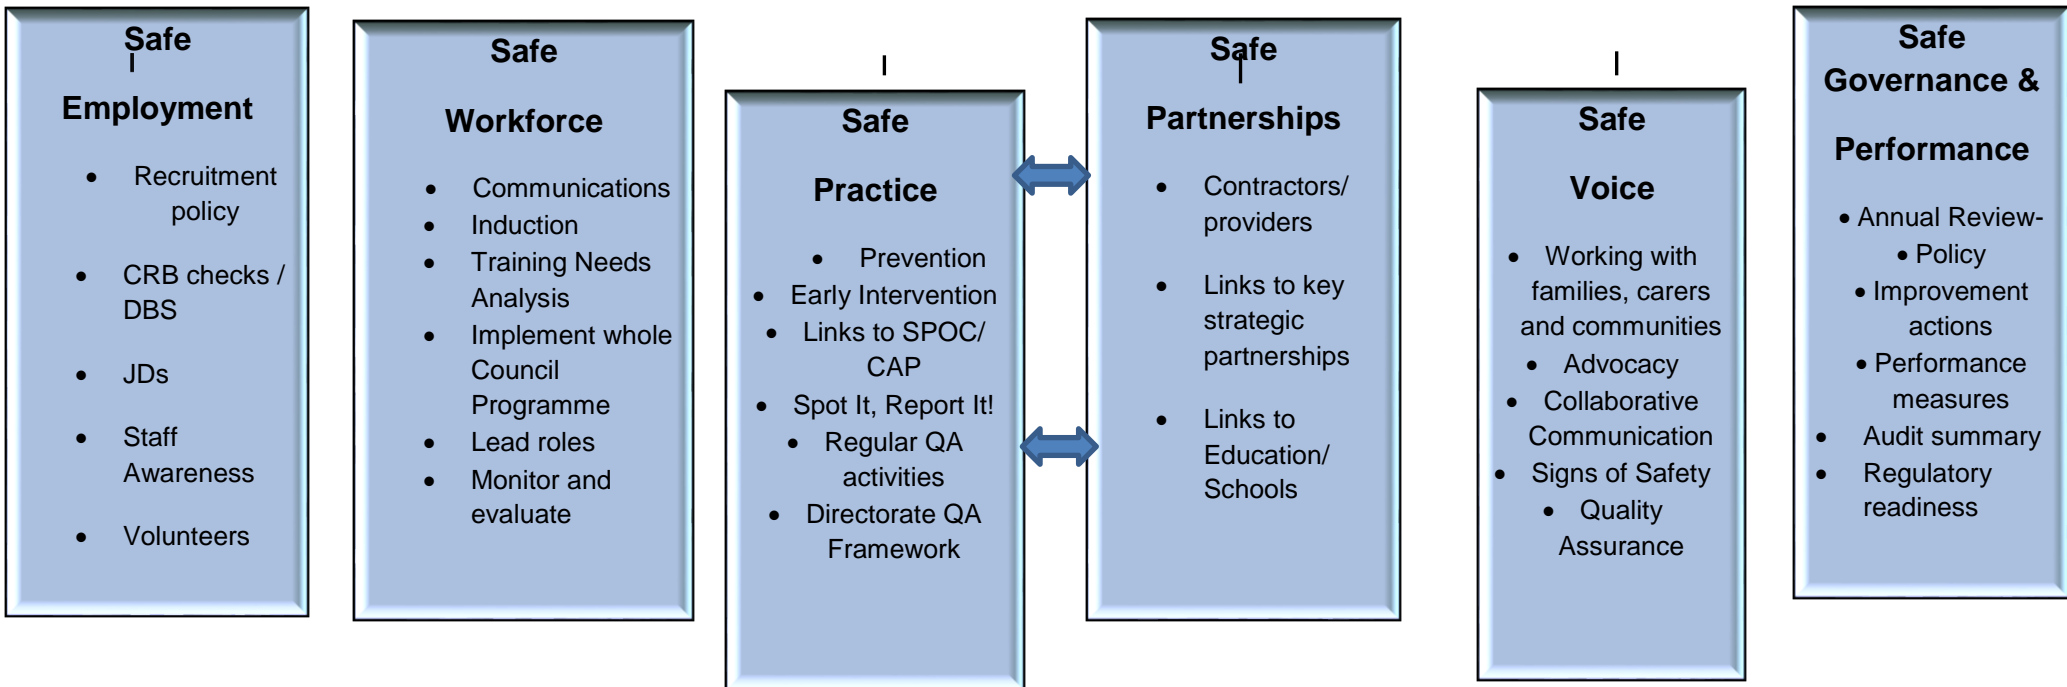 Safe
Employment
• Recruitment
policy
• CRB checks /
DBS
• JDs
• Staff
Awareness
• Volunteers
Safe
Workforce
• Communications
• Induction
• Training Needs
Analysis
• Implement whole
Council
Programme
• Lead roles
• Monitor and
evaluate
Safe
Practice
• Prevention
• Early Intervention
• Links to SPOC/
CAP
• Spot It, Report It!
• Regular QA
activities
• Directorate QA
Framework
Safe
Partnerships
• Contractors/
providers
• Links to key
strategic
partnerships
• Links to
Education/
Schools
Safe
Voice
• Working with
families, carers
and communities
• Advocacy
• Collaborative
Communication
• Signs of Safety
• Quality
Assurance
Safe
Governance &
Performance
• Annual Review-
• Policy
• Improvement
actions
• Performance
measures
• Audit summary
• Regulatory
readiness